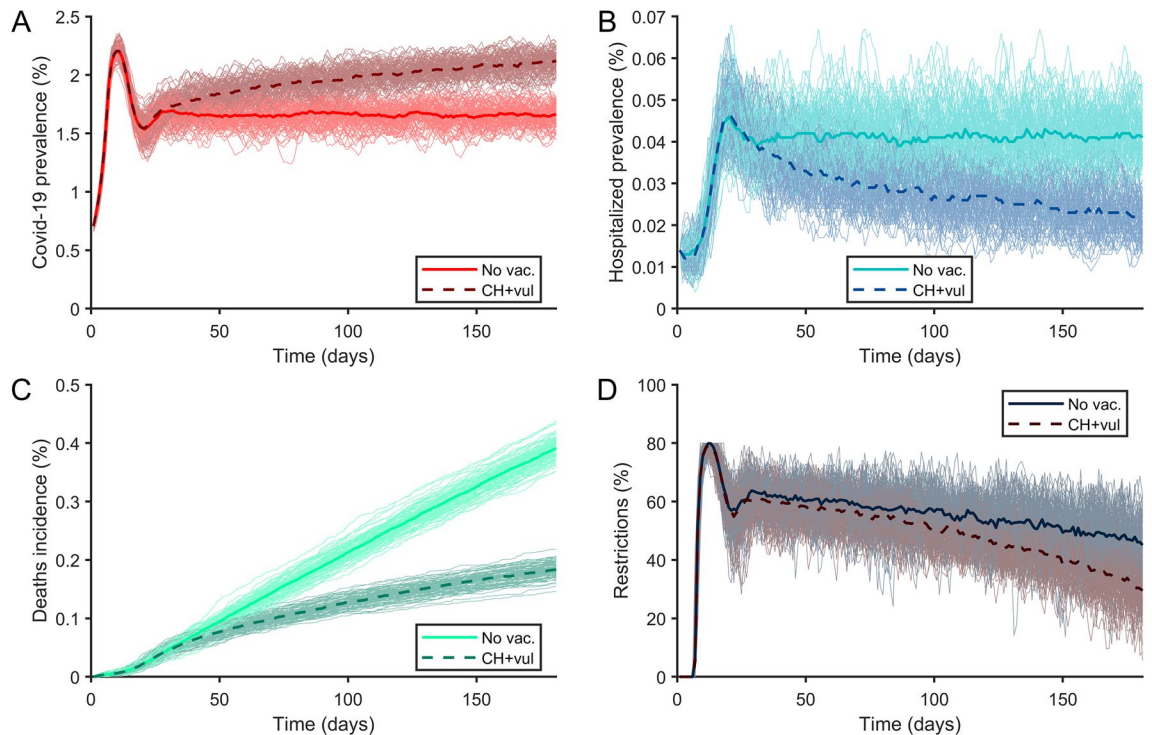 A
Covid-19 prevalence (%)
2.5
2
1.5
1
0.5
0
0 50 100 150
Time (days)
No vac.
CH+vul
B
Hospitalized prevalence (%)
0.07
0.06
0.05
0.04
0.03
0.02
0.01
0
0 50 100 150
Time (days)
No vac.
CH+vul
C
Deaths incidence (%)
0.5
0.4
0.3
0.2
0.1
0
0 50 100 150
Time (days)
No vac.
CH+vul
D
Restrictions (%)
100
80
60
40
20
0
0 50 100 150
Time (days)
No vac.
CH+vul